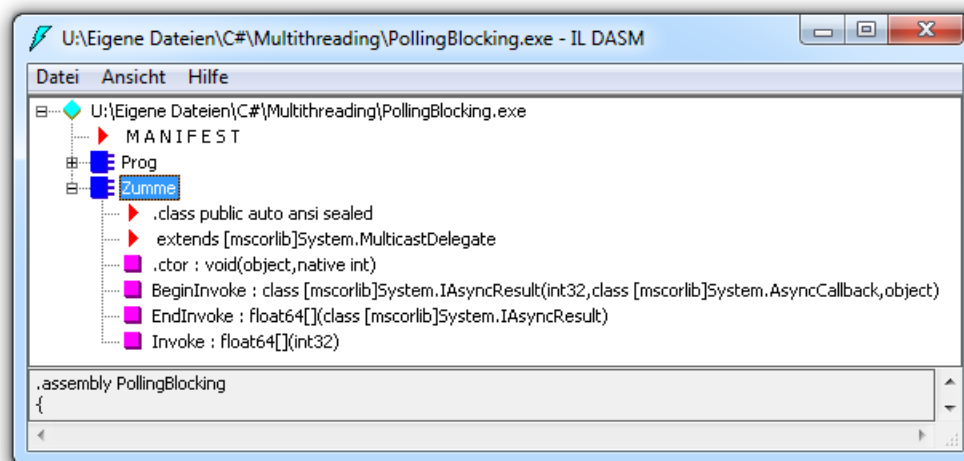 U:\Eigene Dateien\C#\Multithreading\PollingBlocking.exe - IL DASM
Datei Ansicht Hilfe
U:\Eigene Dateien\C#\Multithreading\PollingBlocking.exe
M A N I F E S T
Prog
Zumme
.class public auto ansi sealed
extends [mscorlib]System.MulticastDelegate
.ctor : void(object,native int)
BeginInvoke : class [mscorlib]System.IAsyncResult(int32,class [mscorlib]System.AsyncCallback,object)
EndInvoke : float64[](class [mscorlib]System.IAsyncResult)
Invoke : float64[](int32)
.assembly PollingBlocking
{